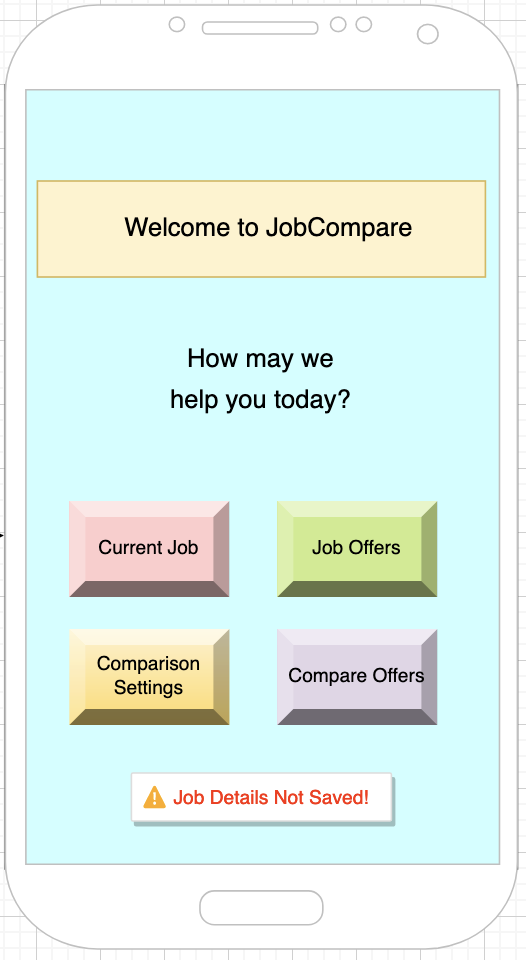 Welcome to JobCompare
How may we
help you today?
Current Job
Job Offers
Comparison
Settings
Compare Offers
Job Details Not Saved!